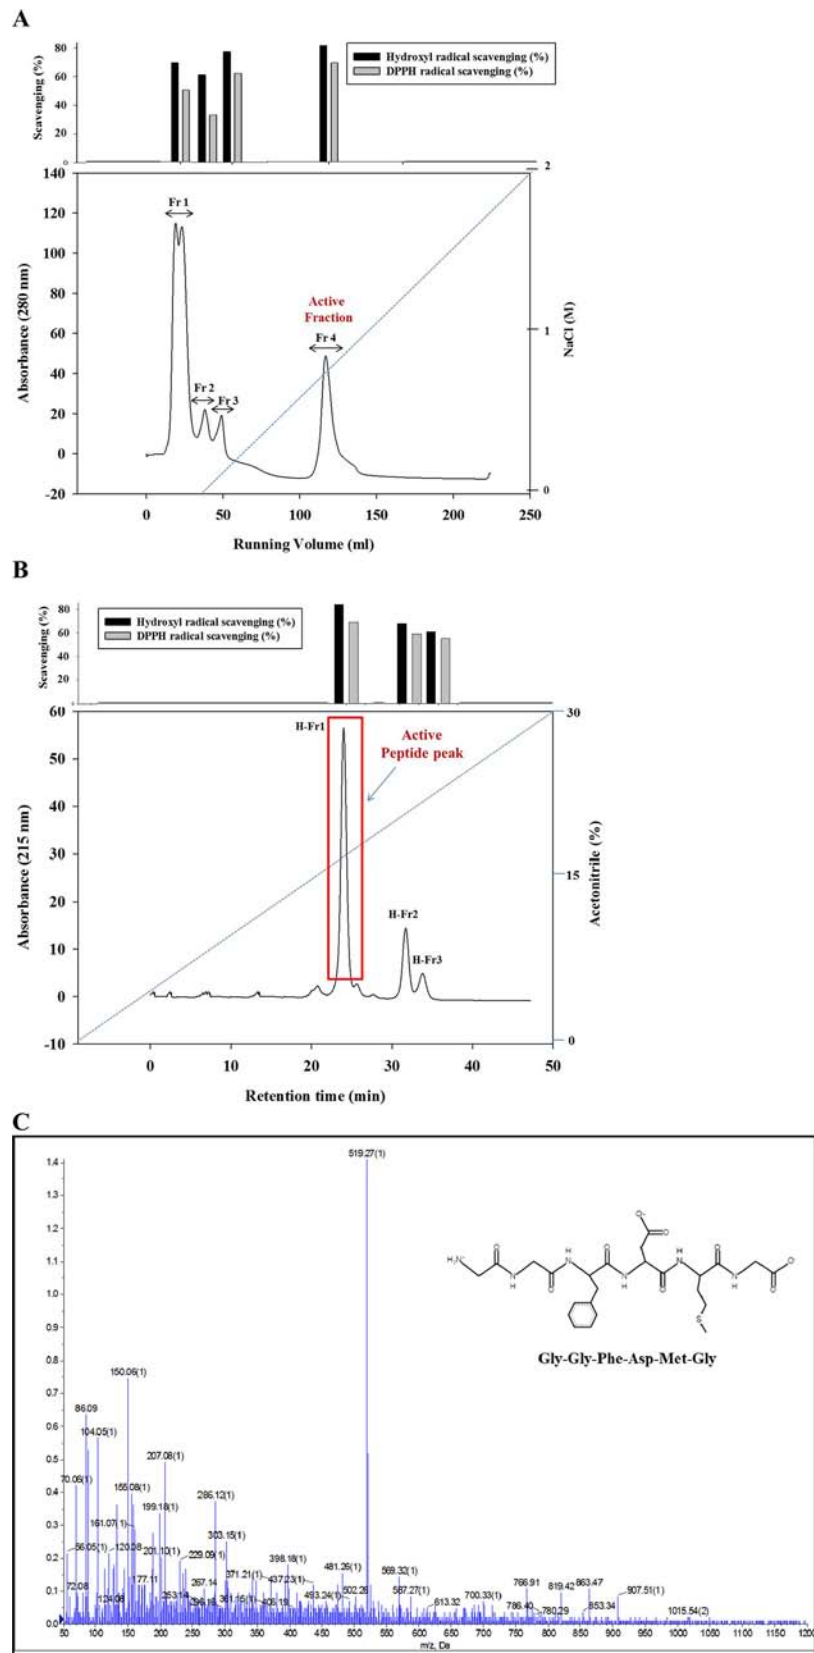 A
Scavenging (%)
80
60
40
20
0
Hydroxyl radical scavenging (%)
DPPH radical scavenging (%)
Absorbance (280 nm)
140
120
100
80
60
40
20
0
-20
Fr 1
Fr 2
Fr 3
Active
Fraction
Fr 4
2
1
0
NaCl (M)
0 50 100 150 200 250
Running Volume (ml)
B
Scavenging (%)
80
60
40
20
0
Hydroxyl radical scavenging (%)
DPPH radical scavenging (%)
Absorbance (215 nm)
60
50
40
30
20
10
0
-10
H-Fr1
Active
Peptide peak
H-Fr2
H-Fr3
30
15
0
Acetonitrile (%)
0 10 20 30 40 50
Retention time (min)
C
1.4
1.3
1.2
1.1
1.0
0.9
0.8
0.7
0.6
0.5
0.4
0.3
0.2
0.1
0.0
519.27(1)
150.06(1)
86.09
104.05(1)
207.08(1)
70.06(1)
155.08(1)
286.12(1)
199.18(1)
161.07(1)
303.15(1)
56.05(1)
120.08
201.10(1)
229.09(1)
398.18(1)
371.21(1)
481.26(1)
569.32(1)
72.08
177.11
267.14
437.23(1)
766.91
863.47
124.08
253.14
361.15(1)
493.24(1)
502.26
587.27(1)
700.33(1)
819.42
907.51(1)
406.19
613.32
786.40
780.29
853.34
1015.54(2)
50 100 150 200 250 300 350 400 450 500 550 600 650 700 750 800 850 900 950 1000 1050 1100 1150 1200
m/z, Da
Gly-Gly-Phe-Asp-Met-Gly